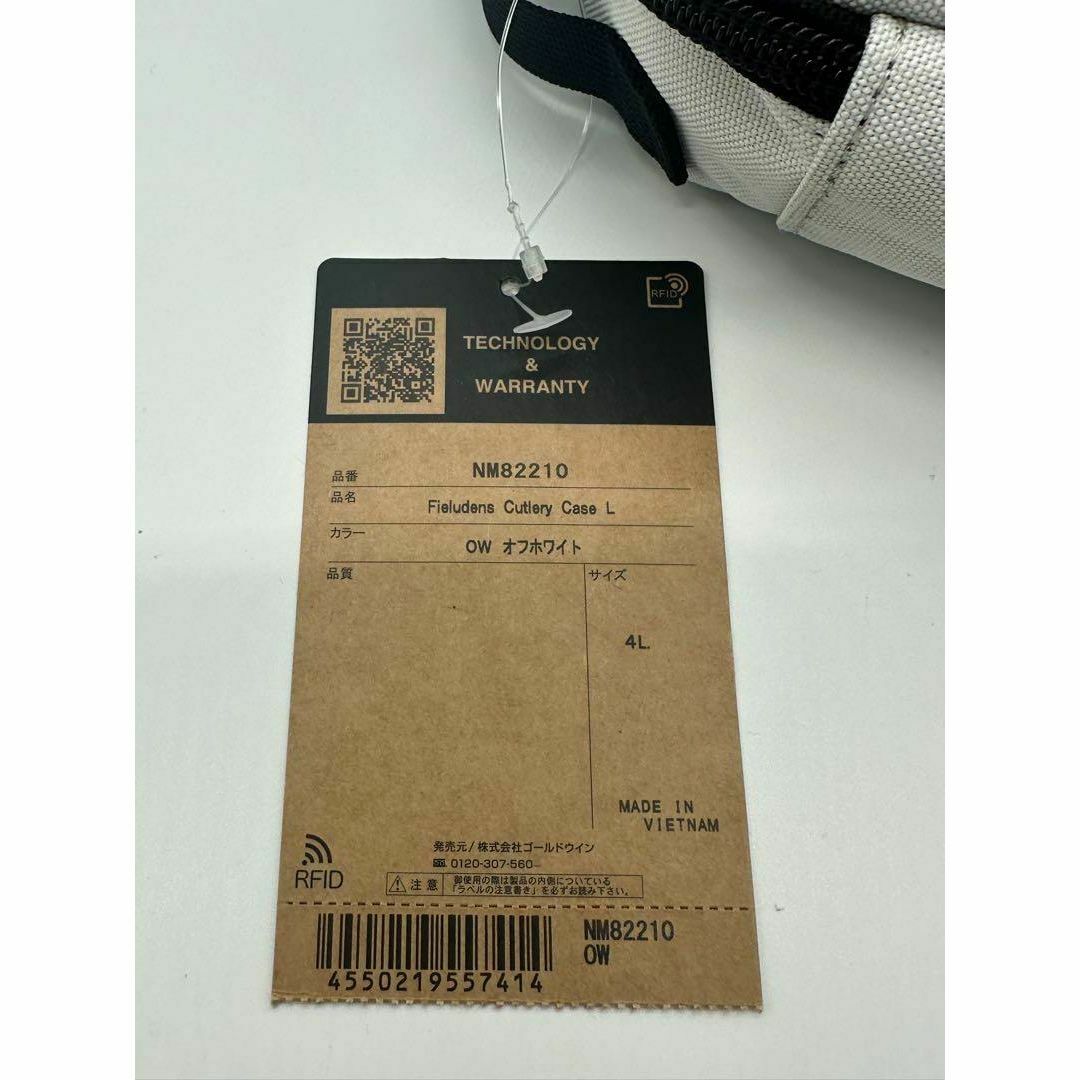 RFID
TECHNOLOGY
&
WARRANTY
品番 NM82210
品名 Fieludens Cutlery Case L
カラー OW オフホワイト
品質 サイズ
4L.
MADE IN
VIETNAM
発売元/株式会社ゴールドウイン
0120-307-560
RFID
注意 御使用の際は製品の内側についている
「ラベルの注意書き」を必ずお読み下さい。
NM82210
OW
4550219557414